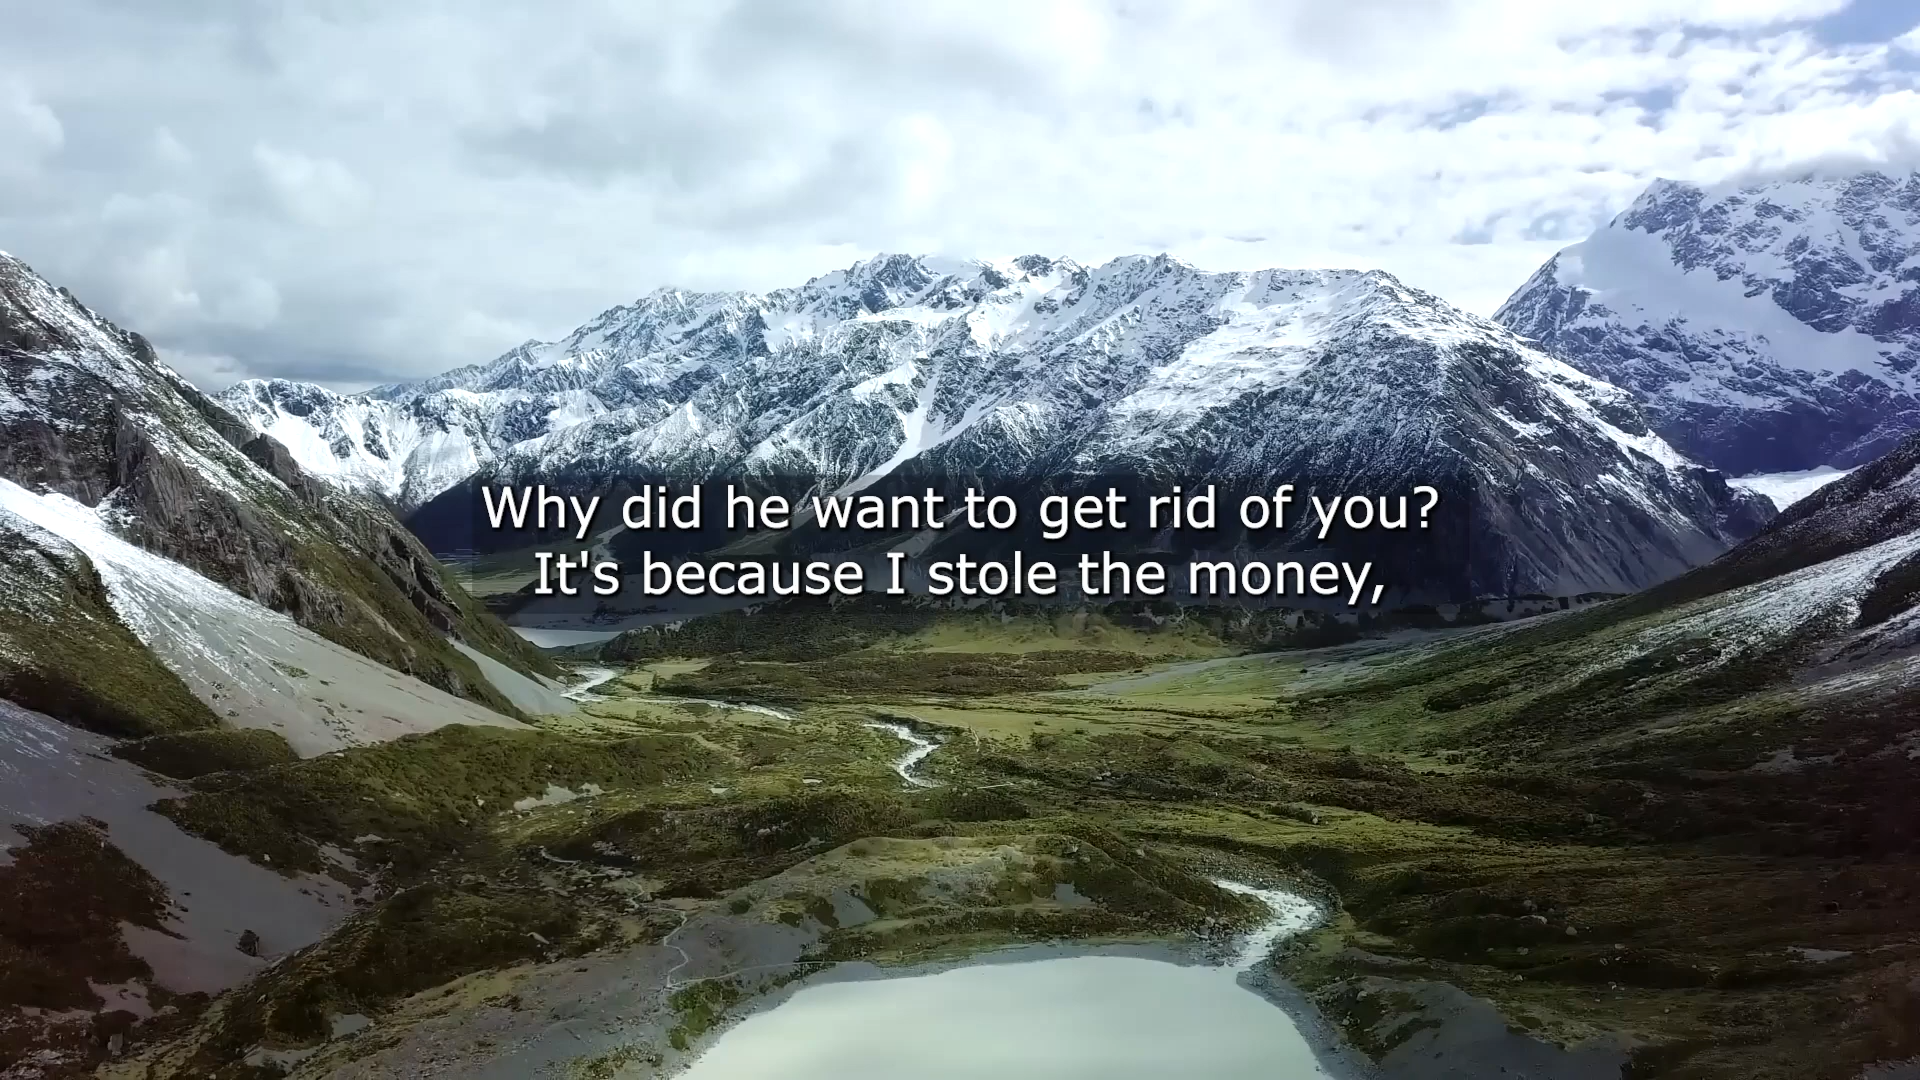 Why did he want to get rid of you?
It's because I stole the money,